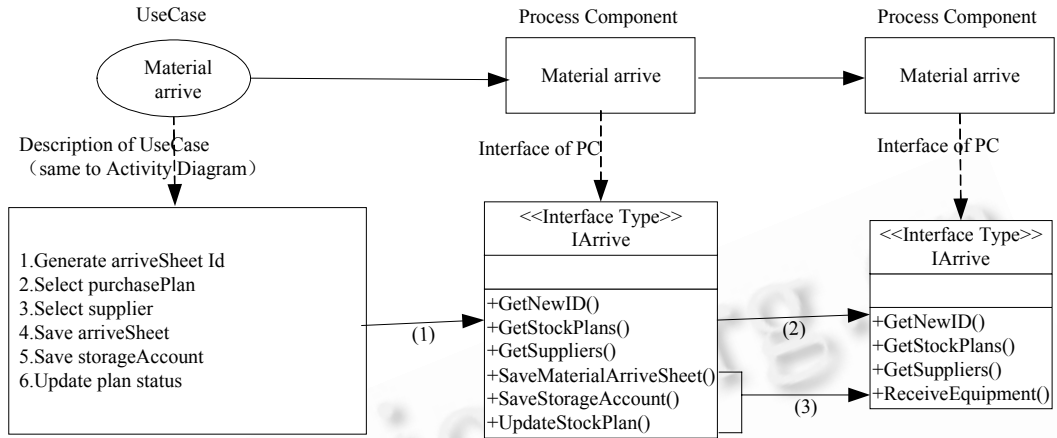 UseCase
Process Component
Process Component
Material
arrive
Material arrive
Material arrive
Description of UseCase
（same to Activity Diagram）
Interface of PC
Interface of PC
1.Generate arriveSheet Id
2.Select purchasePlan
3.Select supplier
4.Save arriveSheet
5.Save storageAccount
6.Update plan status
(1)
<<Interface Type>>
IArrive
+GetNewID()
+GetStockPlans()
+GetSuppliers()
+SaveMaterialArriveSheet()
+SaveStorageAccount()
+UpdateStockPlan()
(2)
(3)
<<Interface Type>>
IArrive
+GetNewID()
+GetStockPlans()
+GetSuppliers()
+ReceiveEquipment()